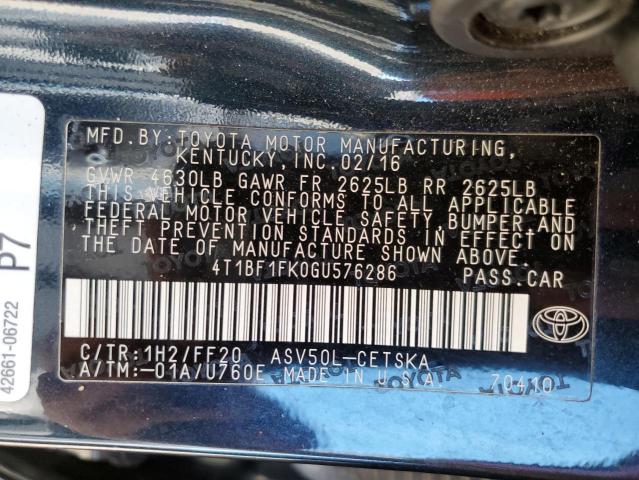 MFD.BY: TOYOTA MOTOR MANUFACTURING,
KENTUCKY, INC. 02/16
GVWR 4630LB GAWR FR 2625LB RR 2625LB
THIS VEHICLE CONFORMS TO ALL APPLICABLE
FEDERAL MOTOR VEHICLE SAFETY, BUMPER, AND
THEFT PREVENTION STANDARDS IN EFFECT ON
THE DATE OF MANUFACTURE SHOWN ABOVE.
4T1BF1FK0GU576286 PASS.CAR
C/TR:1H2/FF20 ASV50L-CETSKA
A/TM:-01A/U760E MADE IN U.S.A. 70410
P7
42661-06722